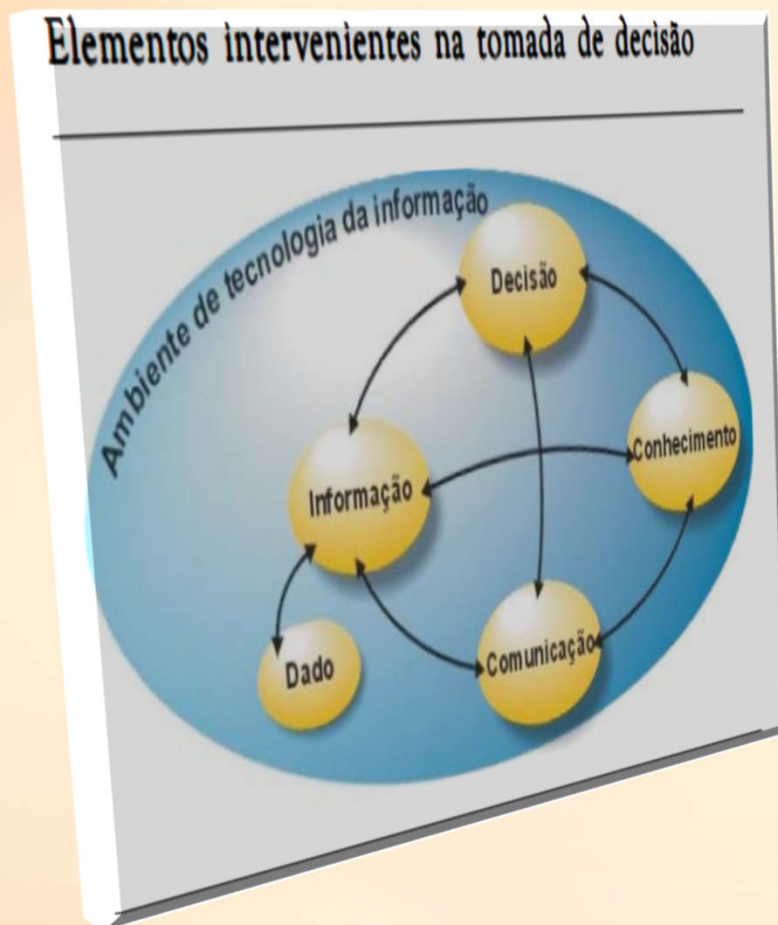 Elementos intervenientes na tomada de decisão
Ambiente de tecnologia da informação
Decisão
Conhecimento
Informação
Comunicação
Dado